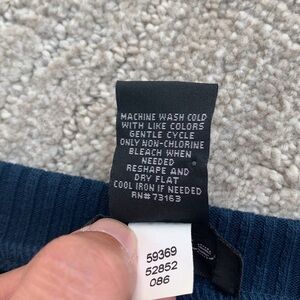 MACHINE WASH COLD
WITH LIKE COLORS
GENTLE CYCLE
ONLY NON-CHLORINE
BLEACH WHEN
NEEDED
RESHAPE AND
DRY FLAT
COOL IRON IF NEEDED
RN# 73163
59369
52852
086